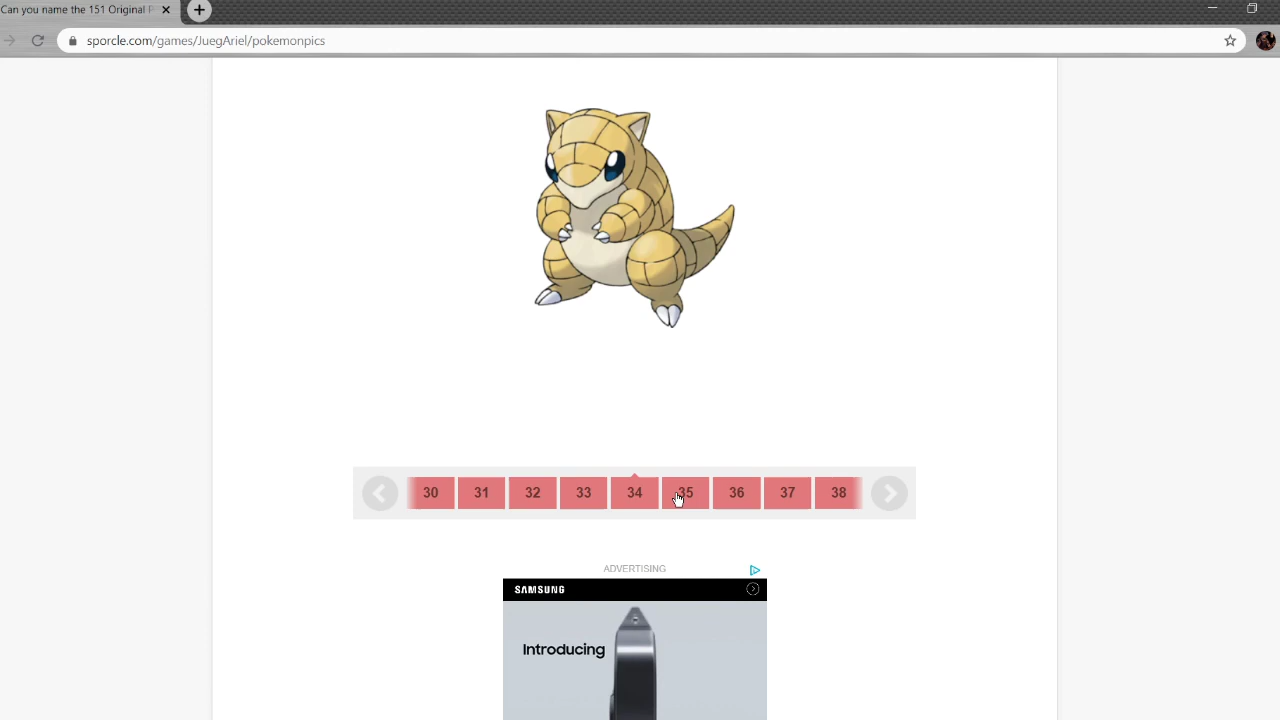 Can you name the 151 Original P
sporcle.com/games/JuegAriel/pokemonpics
30 31 32 33 34 35 36 37 38
ADVERTISING
SAMSUNG
Introducing